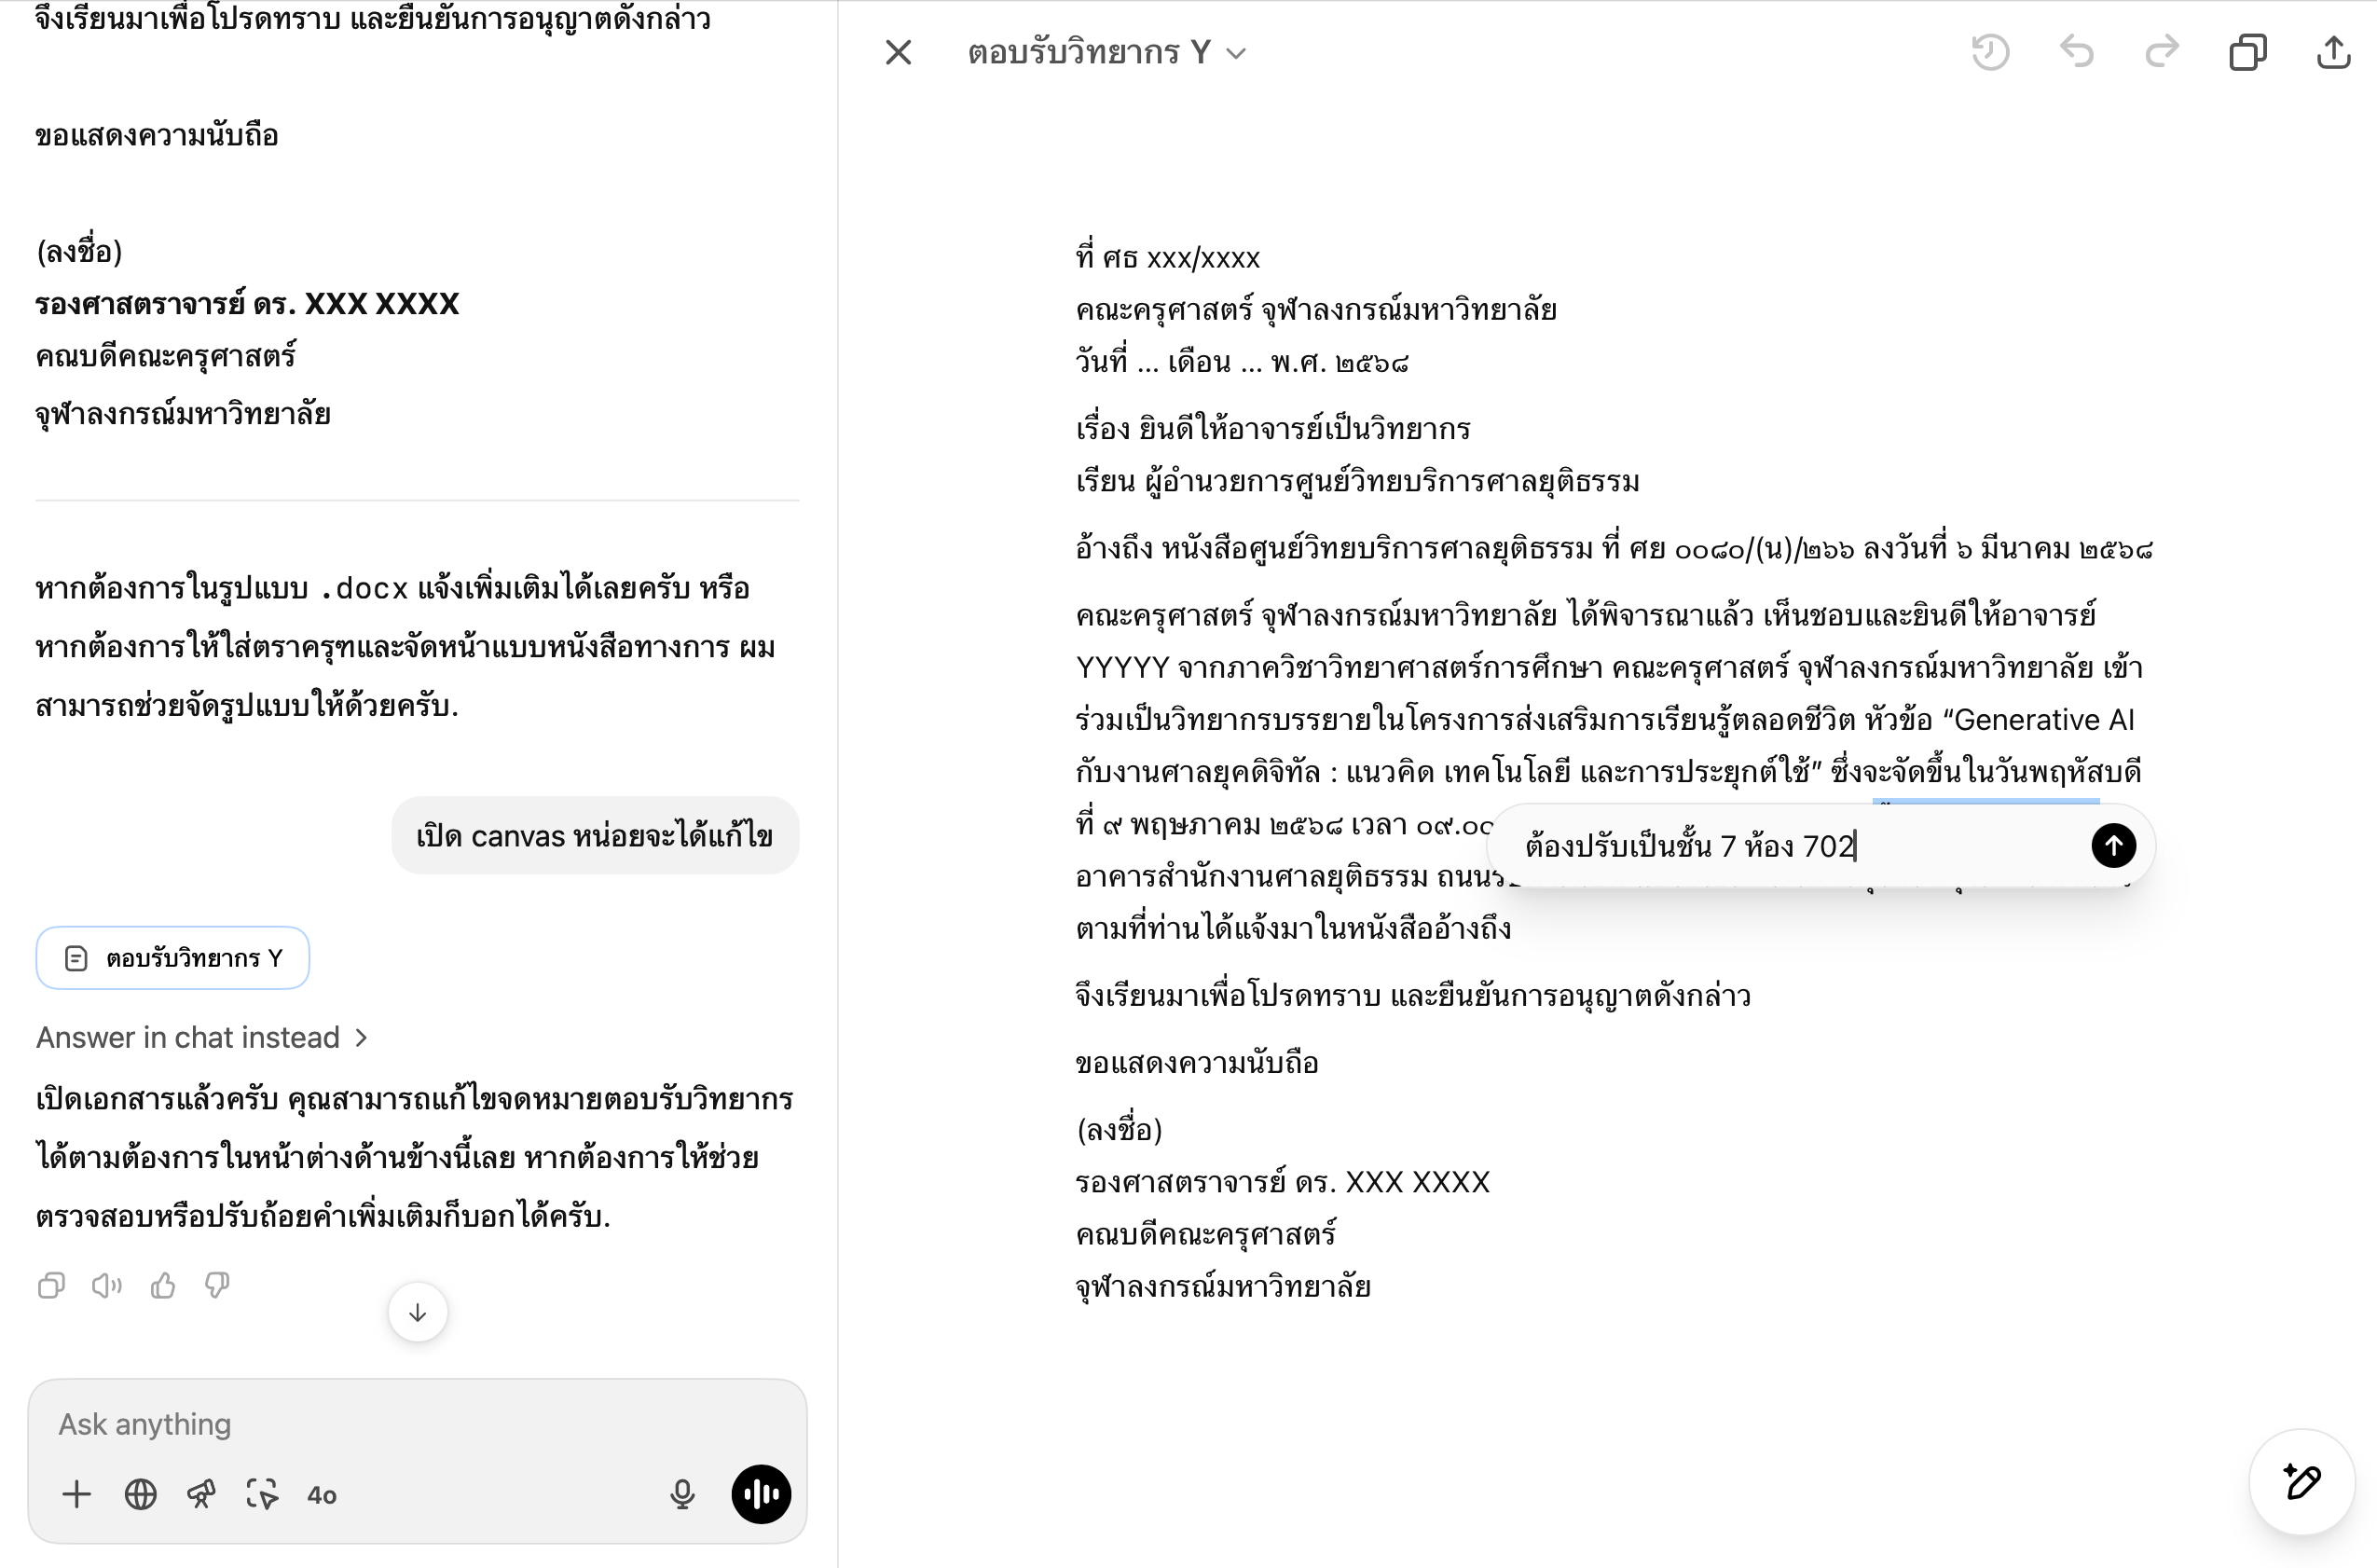 จึงเรียนมาเพื่อโปรดทราบ และยืนยันการอนุญาตดังกล่าว
ขอแสดงความนับถือ
(ลงชื่อ)
รองศาสตราจารย์ ดร. XXX XXXX
คณบดีคณะครุศาสตร์
จุฬาลงกรณ์มหาวิทยาลัย
หากต้องการในรูปแบบ .docx แจ้งเพิ่มเติมได้เลยครับ หรือ
หากต้องการให้ใส่ตราครุฑและจัดหน้าแบบหนังสือทางการ ผม
สามารถช่วยจัดรูปแบบให้ด้วยครับ.
เปิด canvas หน่อยจะได้แก้ไข
ตอบรับวิทยากร Y
Answer in chat instead
เปิดเอกสารแล้วครับ คุณสามารถแก้ไขจดหมายตอบรับวิทยากร
ได้ตามต้องการในหน้าต่างด้านข้างนี้เลย หากต้องการให้ช่วย
ตรวจสอบหรือปรับถ้อยคำเพิ่มเติมก็บอกได้ครับ.
Ask anything
4o
ตอบรับวิทยากร Y
ที่ ศธ xxx/xxxx
คณะครุศาสตร์ จุฬาลงกรณ์มหาวิทยาลัย
วันที่ ... เดือน ... พ.ศ. ๒๕๖๘
เรื่อง ยินดีให้อาจารย์เป็นวิทยากร
เรียน ผู้อำนวยการศูนย์วิทยบริการศาลยุติธรรม
อ้างถึง หนังสือศูนย์วิทยบริการศาลยุติธรรม ที่ ศย ๐๐๘๐/(น)/๒๖๖ ลงวันที่ ๖ มีนาคม ๒๕๖๘
คณะครุศาสตร์ จุฬาลงกรณ์มหาวิทยาลัย ได้พิจารณาแล้ว เห็นชอบและยินดีให้อาจารย์
YYYYY จากภาควิชาวิทยาศาสตร์การศึกษา คณะครุศาสตร์ จุฬาลงกรณ์มหาวิทยาลัย เข้า
ร่วมเป็นวิทยากรบรรยายในโครงการส่งเสริมการเรียนรู้ตลอดชีวิต หัวข้อ “Generative AI
กับงานศาลยุคดิจิทัล : แนวคิด เทคโนโลยี และการประยุกต์ใช้” ซึ่งจะจัดขึ้นในวันพฤหัสบดี
ที่ ๙ พฤษภาคม ๒๕๖๘ เวลา ๐๙.๐๐
ต้องปรับเป็นชั้น 7 ห้อง 702
อาคารสำนักงานศาลยุติธรรม
ตามที่ท่านได้แจ้งมาในหนังสืออ้างถึง
จึงเรียนมาเพื่อโปรดทราบ และยืนยันการอนุญาตดังกล่าว
ขอแสดงความนับถือ
(ลงชื่อ)
รองศาสตราจารย์ ดร. XXX XXXX
คณบดีคณะครุศาสตร์
จุฬาลงกรณ์มหาวิทยาลัย